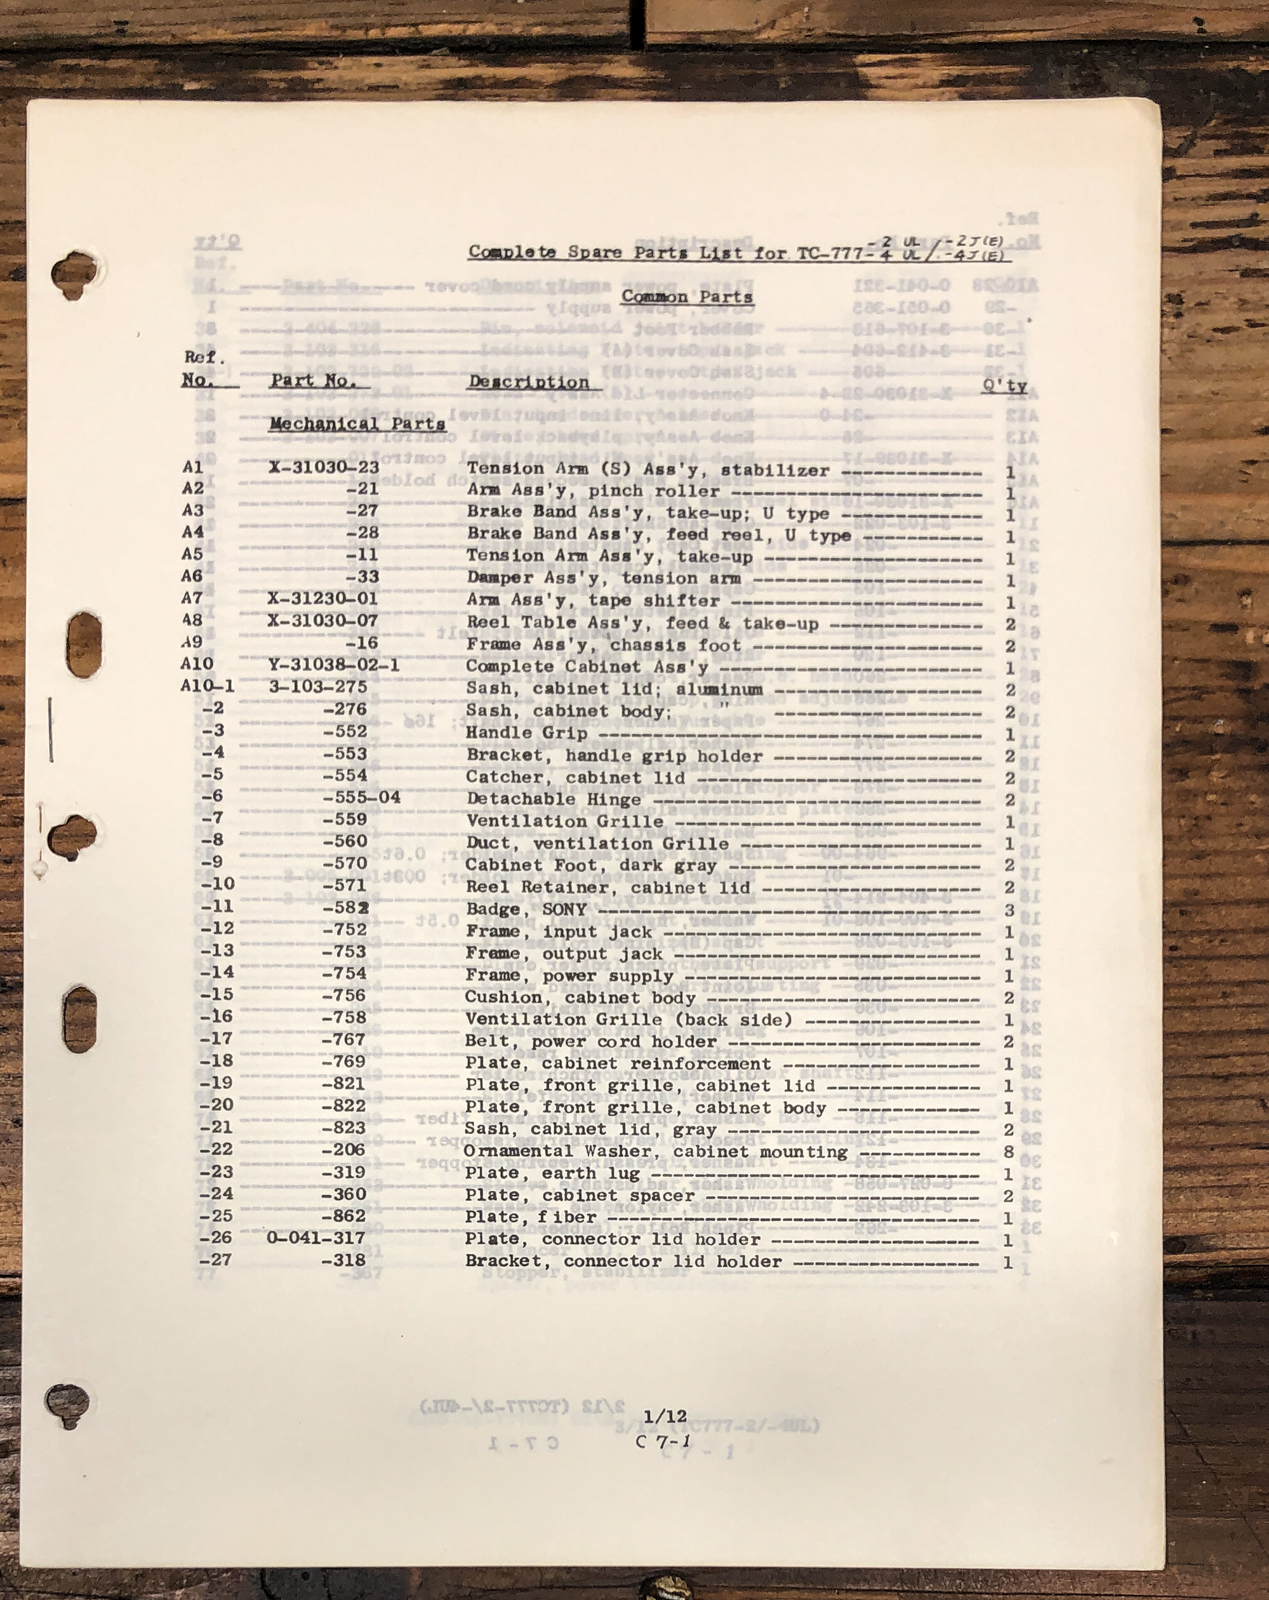 Complete Spare Parts List for TC-777-2 UL/-2J(E)
-4 UL/-4J(E)
Common Parts
Ref.
No. Part No. Description Q'ty
Mechanical Parts
A1 X-31030-23 Tension Arm (S) Ass'y, stabilizer ------------- 1
A2 -21 Arm Ass'y, pinch roller ----------------------- 1
A3 -27 Brake Band Ass'y, take-up; U type ------------- 1
A4 -28 Brake Band Ass'y, feed reel, U type ----------- 1
A5 -11 Tension Arm Ass'y, take-up -------------------- 1
A6 -33 Damper Ass'y, tension arm --------------------- 1
A7 X-31230-01 Arm Ass'y, tape shifter ----------------------- 1
A8 X-31030-07 Reel Table Ass'y, feed & take-up -------------- 2
A9 -16 Frame Ass'y, chassis foot --------------------- 2
A10 Y-31038-02-1 Complete Cabinet Ass'y ------------------------ 1
A10-1 3-103-275 Sash, cabinet lid; aluminum ------------------- 2
-2 -276 Sash, cabinet body; " ------------------- 2
-3 -552 Handle Grip ----------------------------------- 1
-4 -553 Bracket, handle grip holder ------------------- 2
-5 -554 Catcher, cabinet lid -------------------------- 2
-6 -555-04 Detachable Hinge ------------------------------ 2
-7 -559 Ventilation Grille ---------------------------- 1
-8 -560 Duct, ventilation Grille ---------------------- 1
-9 -570 Cabinet Foot, dark gray ----------------------- 2
-10 -571 Reel Retainer, cabinet lid -------------------- 2
-11 -582 Badge, SONY ----------------------------------- 3
-12 -752 Frame, input jack ----------------------------- 1
-13 -753 Frame, output jack ---------------------------- 1
-14 -754 Frame, power supply --------------------------- 1
-15 -756 Cushion, cabinet body ------------------------- 2
-16 -758 Ventilation Grille (back side) ---------------- 1
-17 -767 Belt, power cord holder ----------------------- 2
-18 -769 Plate, cabinet reinforcement ------------------- 1
-19 -821 Plate, front grille, cabinet lid -------------- 1
-20 -822 Plate, front grille, cabinet body ------------- 1
-21 -823 Sash, cabinet lid, gray ----------------------- 2
-22 -206 Ornamental Washer, cabinet mounting ----------- 8
-23 -319 Plate, earth lug ------------------------------ 1
-24 -360 Plate, cabinet spacer ------------------------- 2
-25 -862 Plate, fiber ---------------------------------- 1
-26 0-041-317 Plate, connector lid holder ------------------- 1
-27 -318 Bracket, connector lid holder ----------------- 1
1/12
C 7-1